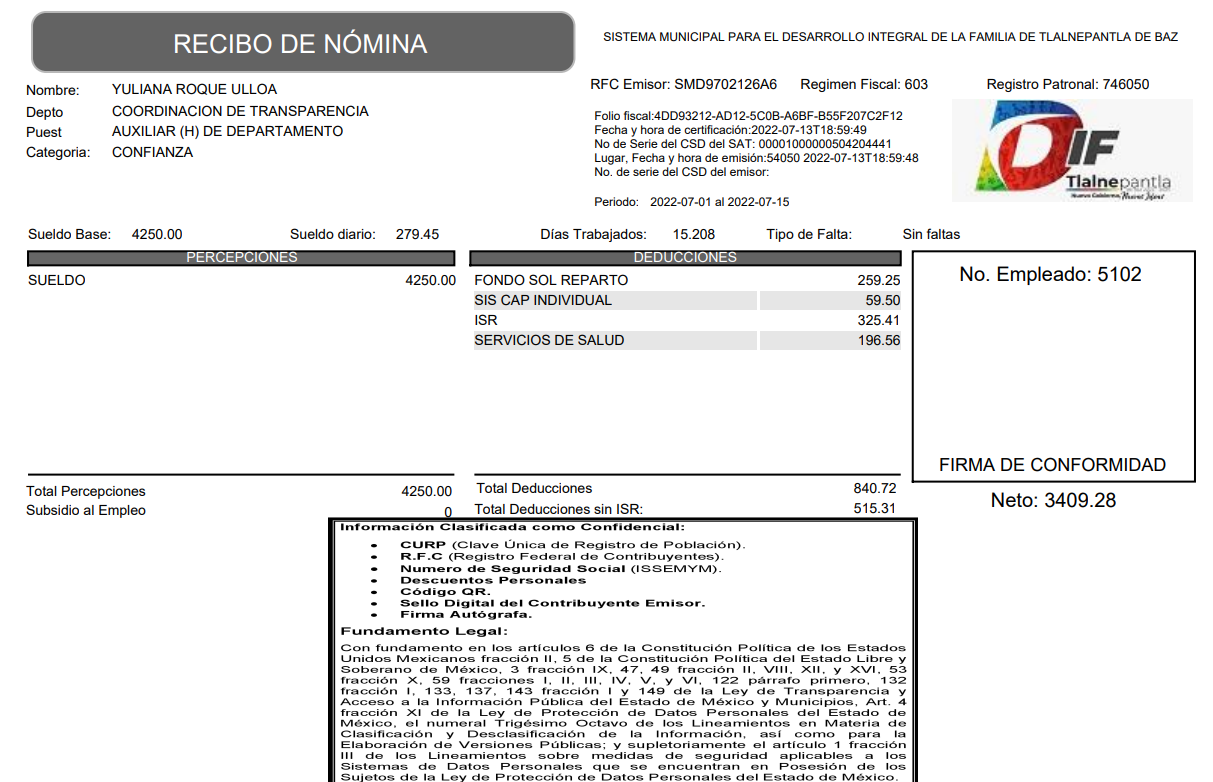 RECIBO DE NÓMINA
SISTEMA MUNICIPAL PARA EL DESARROLLO INTEGRAL DE LA FAMILIA DE TLALNEPANTLA DE BAZ
Nombre: YULIANA ROQUE ULLOA
Depto COORDINACION DE TRANSPARENCIA
Puest AUXILIAR (H) DE DEPARTAMENTO
Categoria: CONFIANZA
RFC Emisor: SMD9702126A6 Regimen Fiscal: 603 Registro Patronal: 746050
Folio fiscal:4DD93212-AD12-5C0B-A6BF-B55F207C2F12
Fecha y hora de certificación:2022-07-13T18:59:49
No de Serie del CSD del SAT: 00001000000504204441
Lugar, Fecha y hora de emisión:54050 2022-07-13T18:59:48
No. de serie del CSD del emisor:
Periodo: 2022-07-01 al 2022-07-15
DIF
Tlalnepantla
Nuevo Gobierno, Nuevas Ideas
Sueldo Base: 4250.00 Sueldo diario: 279.45 Días Trabajados: 15.208 Tipo de Falta: Sin faltas
PERCEPCIONES DEDUCCIONES
SUELDO 4250.00 FONDO SOL REPARTO 259.25
SIS CAP INDIVIDUAL 59.50
ISR 325.41
SERVICIOS DE SALUD 196.56
No. Empleado: 5102
FIRMA DE CONFORMIDAD
Total Percepciones 4250.00 Total Deducciones 840.72
Subsidio al Empleo 0 Total Deducciones sin ISR: 515.31
Neto: 3409.28
Información Clasificada como Confidencial:
• CURP (Clave Única de Registro de Población).
• R.F.C (Registro Federal de Contribuyentes).
• Numero de Seguridad Social (ISSEMYM).
• Descuentos Personales
• Código QR.
• Sello Digital del Contribuyente Emisor.
• Firma Autógrafa.
Fundamento Legal:
Con fundamento en los artículos 6 de la Constitución Política de los Estados
Unidos Mexicanos fracción II, 5 de la Constitución Política del Estado Libre y
Soberano de México, 3 fracción IX, 47, 49 fracción II, VIII, XII, y XVI, 53
fracción X, 59 fracciones I, II, III, IV, V, y VI, 122 párrafo primero, 132
fracción I, 133, 137, 143 fracción I y 149 de la Ley de Transparencia y
Acceso a la Información Pública del Estado de México y Municipios, Art. 4
fracción XI de la Ley de Protección de Datos Personales del Estado de
México, el numeral Trigésimo Octavo de los Lineamientos en Materia de
Clasificación y Desclasificación de la Información, así como para la
Elaboración de Versiones Públicas; y supletoriamente el artículo 1 fracción
III de los Lineamientos sobre medidas de seguridad aplicables a los
Sistemas de Datos Personales que se encuentran en Posesión de los
Sujetos de la Ley de Protección de Datos Personales del Estado de México.